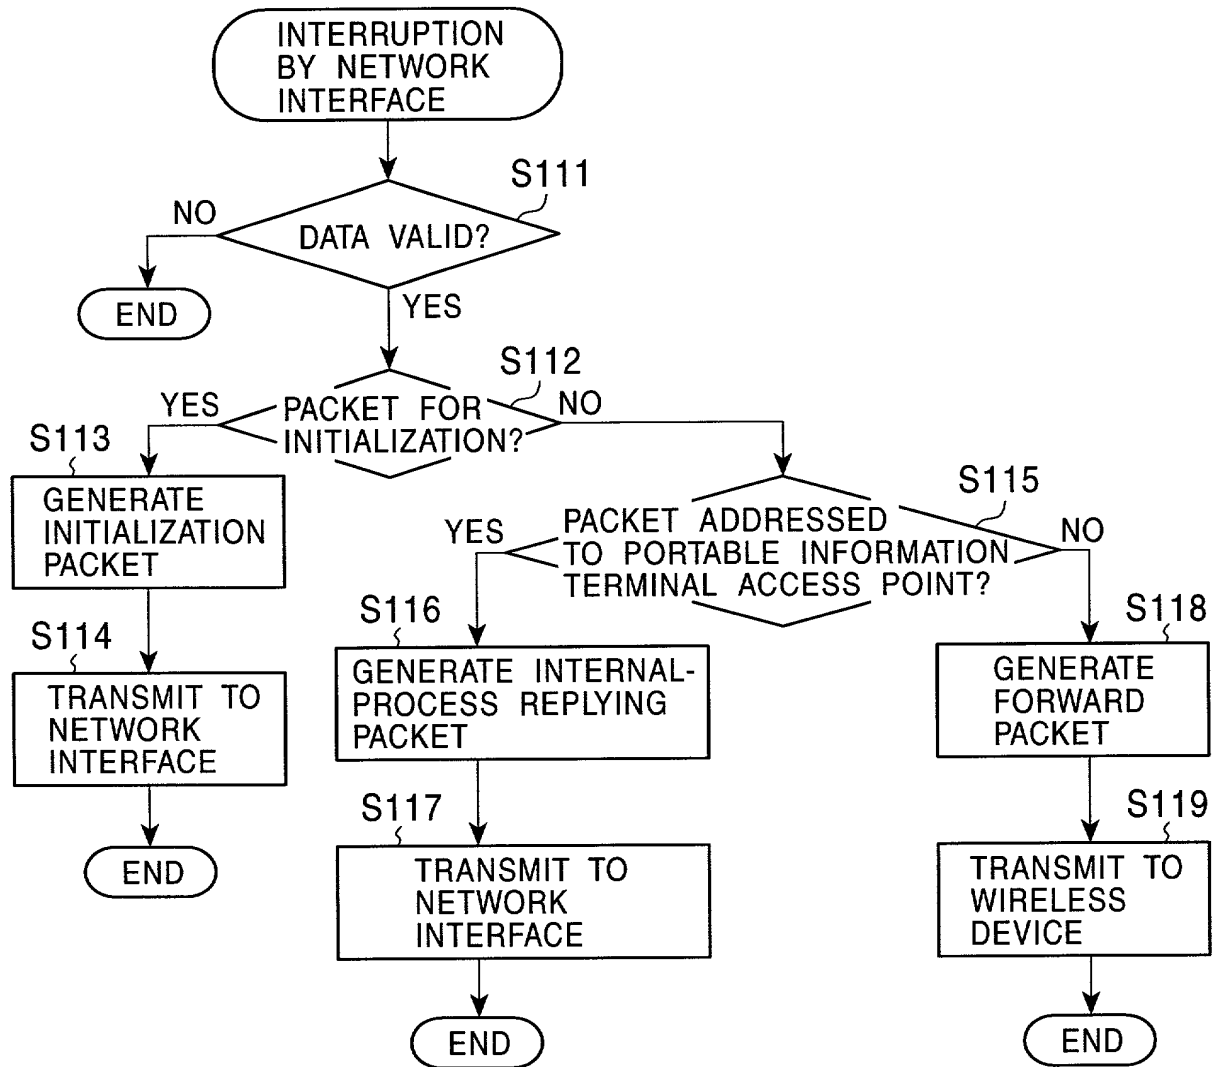 INTERRUPTION
BY NETWORK
INTERFACE
S111
NO
DATA VALID?
END
YES
S112
YES
PACKET FOR
INITIALIZATION?
NO
S113
GENERATE
INITIALIZATION
PACKET
S115
YES
PACKET ADDRESSED
TO PORTABLE INFORMATION
TERMINAL ACCESS POINT?
NO
S114
TRANSMIT TO
NETWORK
INTERFACE
END
S116
GENERATE INTERNAL-
PROCESS REPLYING
PACKET
S118
GENERATE
FORWARD
PACKET
S117
TRANSMIT TO
NETWORK
INTERFACE
END
S119
TRANSMIT TO
WIRELESS
DEVICE
END